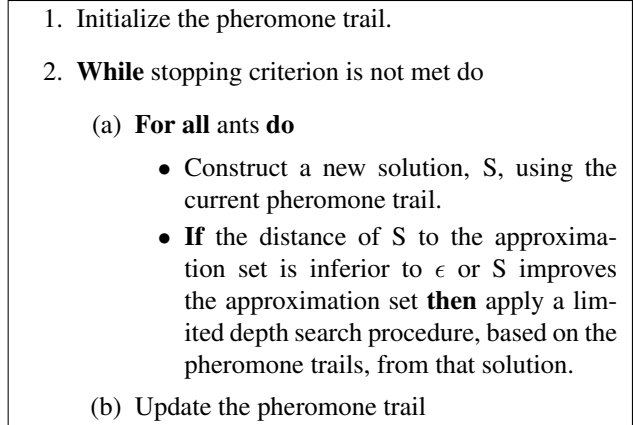 1. Initialize the pheromone trail.
2. While stopping criterion is not met do
(a) For all ants do
• Construct a new solution, S, using the
current pheromone trail.
• If the distance of S to the approxima-
tion set is inferior to ϵ or S improves
the approximation set then apply a lim-
ited depth search procedure, based on the
pheromone trails, from that solution.
(b) Update the pheromone trail